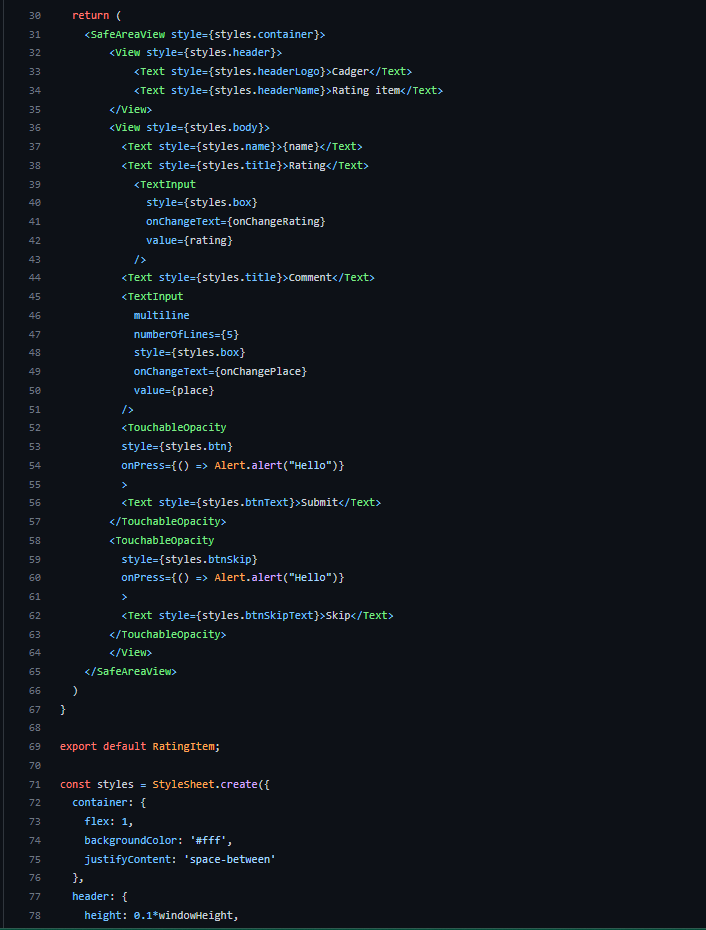 30 return (
31 <SafeAreaView style={styles.container}>
32 <View style={styles.header}>
33 <Text style={styles.headerLogo}>Cadger</Text>
34 <Text style={styles.headerName}>Rating item</Text>
35 </View>
36 <View style={styles.body}>
37 <Text style={styles.name}>{name}</Text>
38 <Text style={styles.title}>Rating</Text>
39 <TextInput
40 style={styles.box}
41 onChangeText={onChangeRating}
42 value={rating}
43 />
44 <Text style={styles.title}>Comment</Text>
45 <TextInput
46 multiline
47 numberOfLines={5}
48 style={styles.box}
49 onChangeText={onChangePlace}
50 value={place}
51 />
52 <TouchableOpacity
53 style={styles.btn}
54 onPress={() => Alert.alert("Hello")}
55 >
56 <Text style={styles.btnText}>Submit</Text>
57 </TouchableOpacity>
58 <TouchableOpacity
59 style={styles.btnSkip}
60 onPress={() => Alert.alert("Hello")}
61 >
62 <Text style={styles.btnSkipText}>Skip</Text>
63 </TouchableOpacity>
64 </View>
65 </SafeAreaView>
66 )
67 }
68
69 export default RatingItem;
70
71 const styles = StyleSheet.create({
72 container: {
73 flex: 1,
74 backgroundColor: '#fff',
75 justifyContent: 'space-between'
76 },
77 header: {
78 height: 0.1*windowHeight,